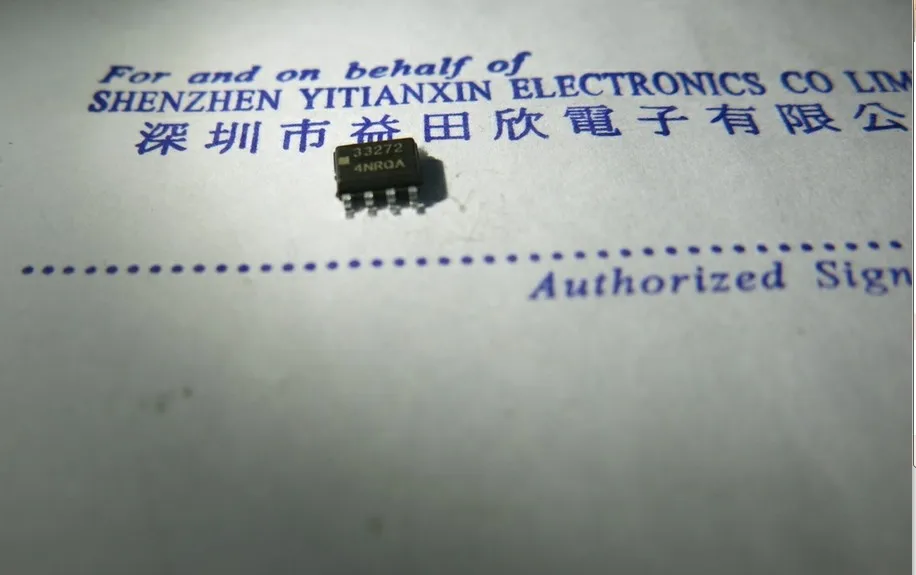 For and on behalf of
SHENZHEN YITIANXIN ELECTRONICS CO LIM
深圳市益田欣電子有限公
33272
4NRQA
Authorized Sign